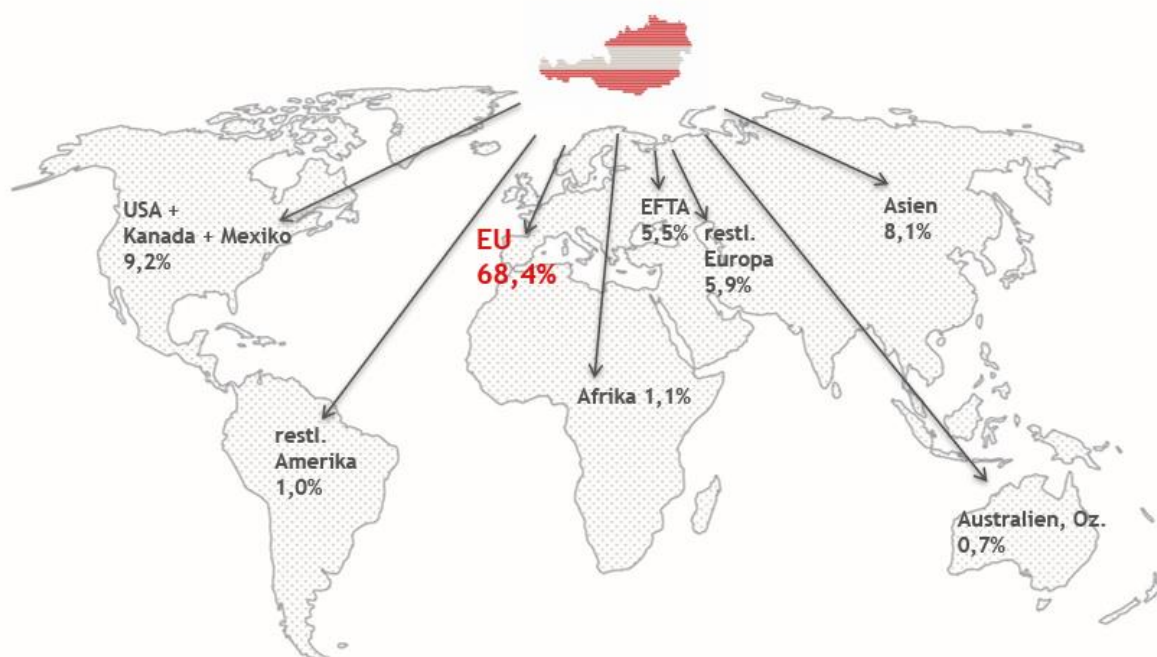 USA +
Kanada + Mexiko
9,2%
EU
68,4%
EFTA
5,5%
restl.
Europa
5,9%
Asien
8,1%
Afrika 1,1%
restl.
Amerika
1,0%
Australien, Oz.
0,7%